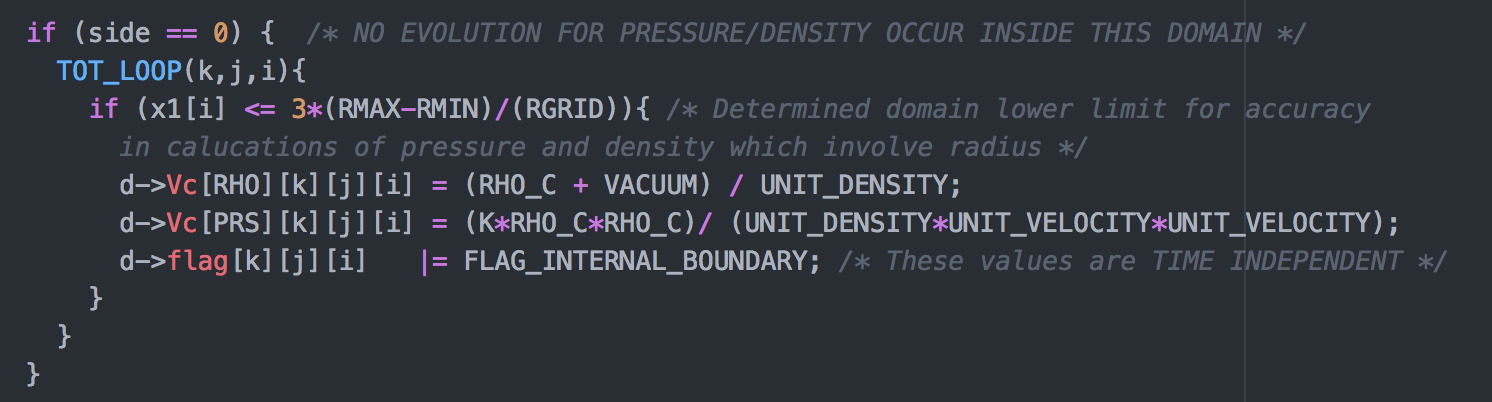 if (side == 0) {  /* NO EVOLUTION FOR PRESSURE/DENSITY OCCUR INSIDE THIS DOMAIN */
  TOT_LOOP(k,j,i){
    if (x1[i] <= 3*(RMAX-RMIN)/(RGRID)){ /* Determined domain lower limit for accuracy
      in calucations of pressure and density which involve radius */
      d->Vc[RHO][k][j][i] = (RHO_C + VACUUM) / UNIT_DENSITY;
      d->Vc[PRS][k][j][i] = (K*RHO_C*RHO_C)/ (UNIT_DENSITY*UNIT_VELOCITY*UNIT_VELOCITY);
      d->flag[k][j][i]   |= FLAG_INTERNAL_BOUNDARY; /* These values are TIME INDEPENDENT */
    }
  }
}